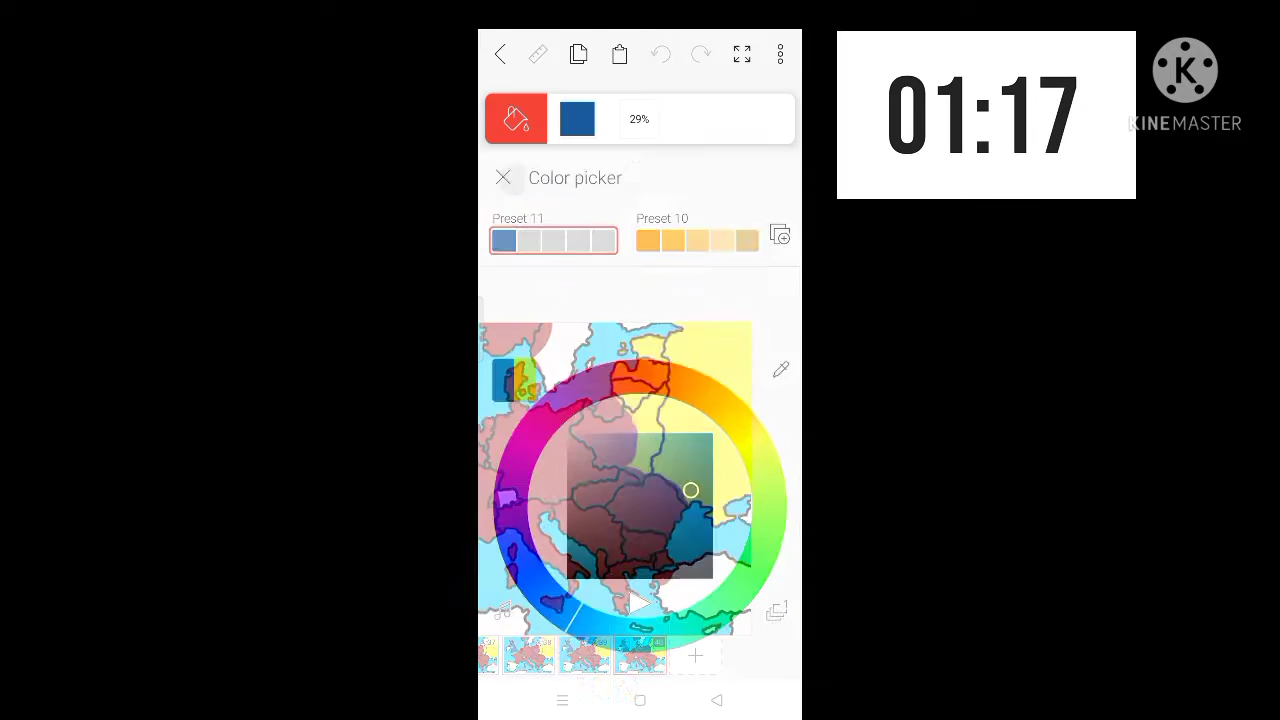 01:17
K
KINEMASTER
29%
Color picker
Preset 11
Preset 10